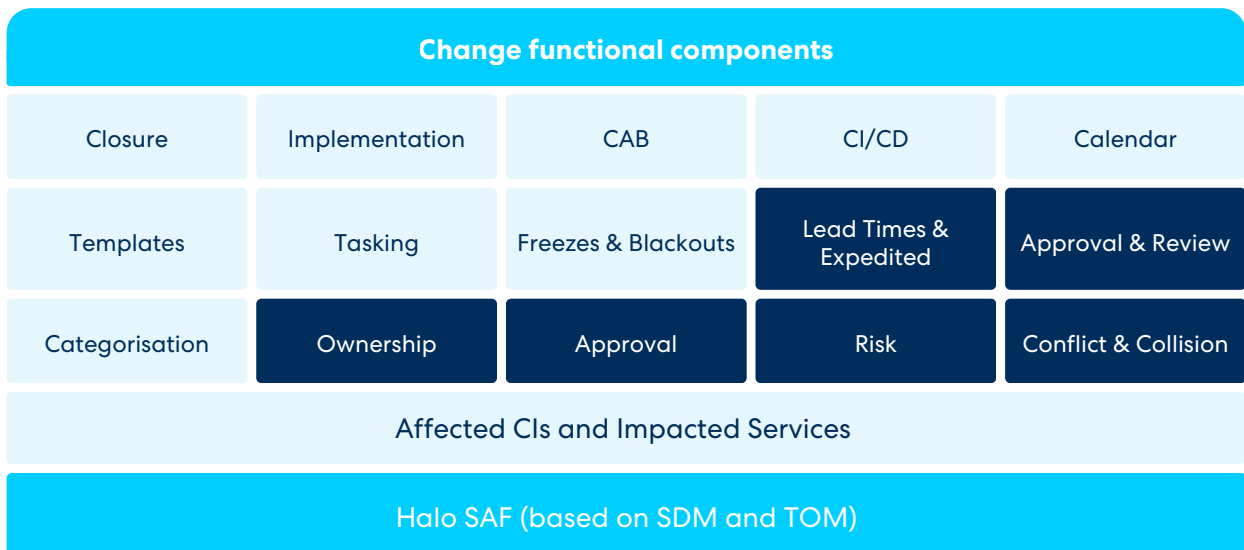 Change functional components
Closure
Implementation
CAB
CI/CD
Calendar
Templates
Tasking
Freezes & Blackouts
Lead Times &
Expedited
Approval & Review
Categorisation
Ownership
Approval
Risk
Conflict & Collision
Affected CIs and Impacted Services
Halo SAF (based on SDM and TOM)